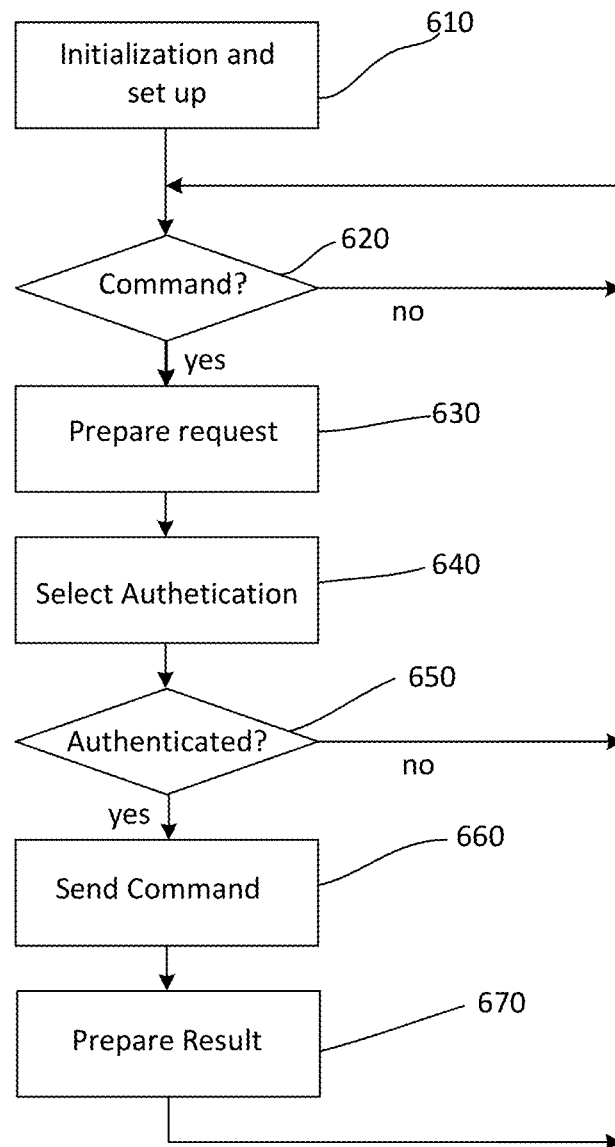 610
Initialization and
set up
620
Command?
no
yes
Prepare request
630
Select Authetication
640
650
Authenticated?
no
yes
660
Send Command
670
Prepare Result